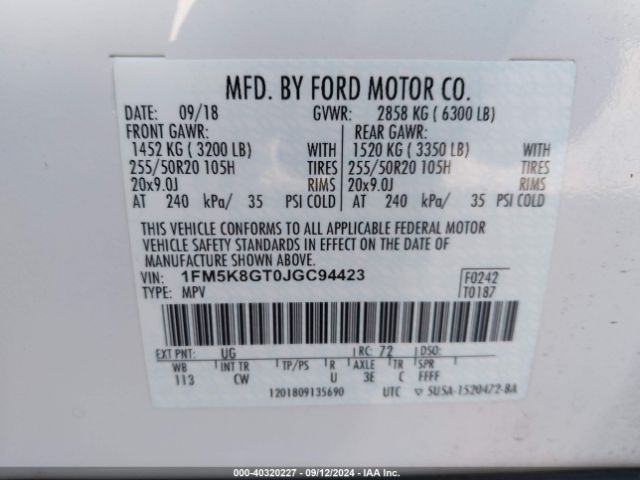 MFD. BY FORD MOTOR CO.
DATE: 09/18 GVWR: 2858 KG ( 6300 LB)
FRONT GAWR: REAR GAWR:
1452 KG ( 3200 LB) WITH 1520 KG ( 3350 LB) WITH
255/50R20 105H TIRES 255/50R20 105H TIRES
20x9.0J RIMS 20x9.0J RIMS
AT 240 kPa/ 35 PSI COLD AT 240 kPa/ 35 PSI COLD
THIS VEHICLE CONFORMS TO ALL APPLICABLE FEDERAL MOTOR
VEHICLE SAFETY STANDARDS IN EFFECT ON THE DATE OF
MANUFACTURE SHOWN ABOVE.
VIN: 1FM5K8GT0JGC94423 F0242
TYPE: MPV T0187
EXT PNT: UG RC: 72 DSO:
WB INT TR TP/PS R AXLE TR SPR
113 CW U 3E C FFFF
1201809135690 UTC ▽ 5U5A-1520472-BA
000-40320227 - 09/12/2024 - IAA Inc.